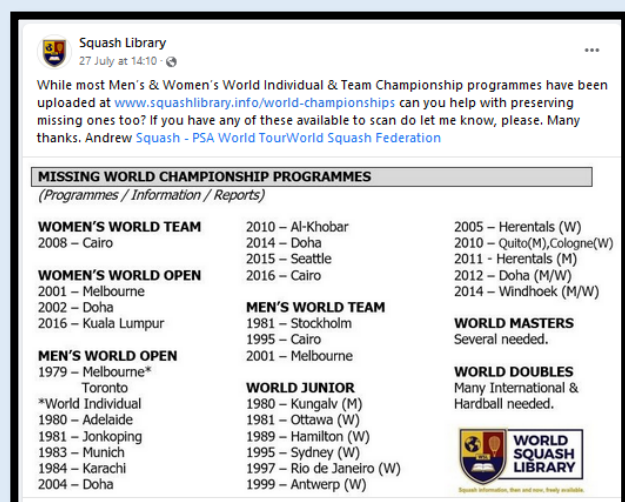 Squash Library
27 July at 14:10 ·
While most Men's & Women's World Individual & Team Championship programmes have been
uploaded at www.squashlibrary.info/world-championships can you help with preserving
missing ones too? If you have any of these available to scan do let me know, please. Many
thanks. Andrew Squash - PSA World TourWorld Squash Federation
MISSING WORLD CHAMPIONSHIP PROGRAMMES
(Programmes / Information / Reports)
WOMEN'S WORLD TEAM
2008 – Cairo
WOMEN'S WORLD OPEN
2001 – Melbourne
2002 – Doha
2016 – Kuala Lumpur
MEN'S WORLD OPEN
1979 – Melbourne*
Toronto
*World Individual
1980 – Adelaide
1981 – Jonkoping
1983 – Munich
1984 – Karachi
2004 – Doha
2010 – Al-Khobar
2014 – Doha
2015 – Seattle
2016 – Cairo
MEN'S WORLD TEAM
1981 – Stockholm
1995 – Cairo
2001 – Melbourne
WORLD JUNIOR
1980 – Kungalv (M)
1981 – Ottawa (W)
1989 – Hamilton (W)
1995 – Sydney (W)
1997 – Rio de Janeiro (W)
1999 – Antwerp (W)
2005 – Herentals (W)
2010 – Quito(M),Cologne(W)
2011 - Herentals (M)
2012 – Doha (M/W)
2014 – Windhoek (M/W)
WORLD MASTERS
Several needed.
WORLD DOUBLES
Many International &
Hardball needed.
WORLD
SQUASH
LIBRARY
Squash information, then and now, freely available.